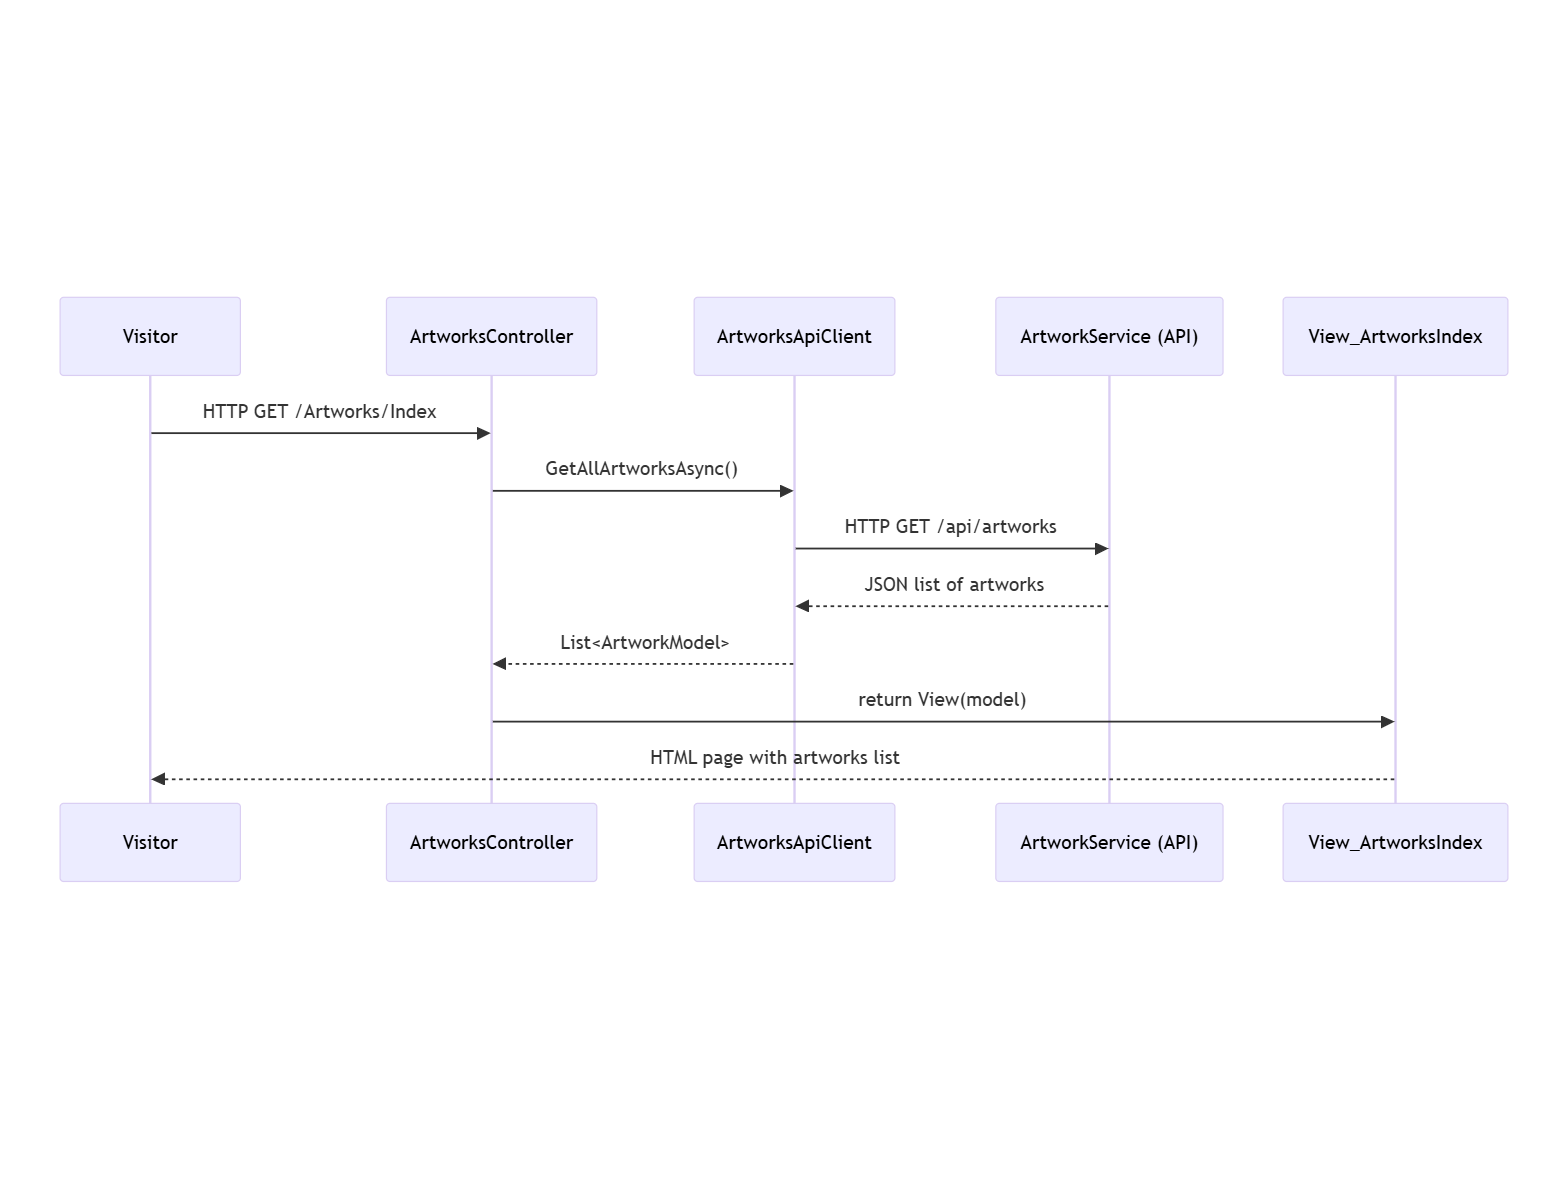 Visitor
ArtworksController
ArtworksApiClient
ArtworkService (API)
View_ArtworksIndex
HTTP GET /Artworks/Index
GetAllArtworksAsync()
HTTP GET /api/artworks
JSON list of artworks
List<ArtworkModel>
return View(model)
HTML page with artworks list
Visitor
ArtworksController
ArtworksApiClient
ArtworkService (API)
View_ArtworksIndex